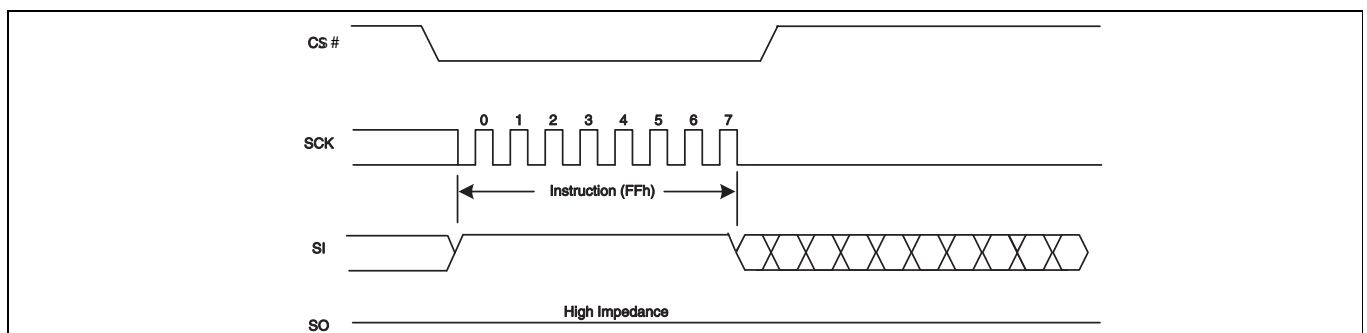 CS #
0 1 2 3 4 5 6 7
SCK
Instruction (FFh)
SI
High Impedance
SO